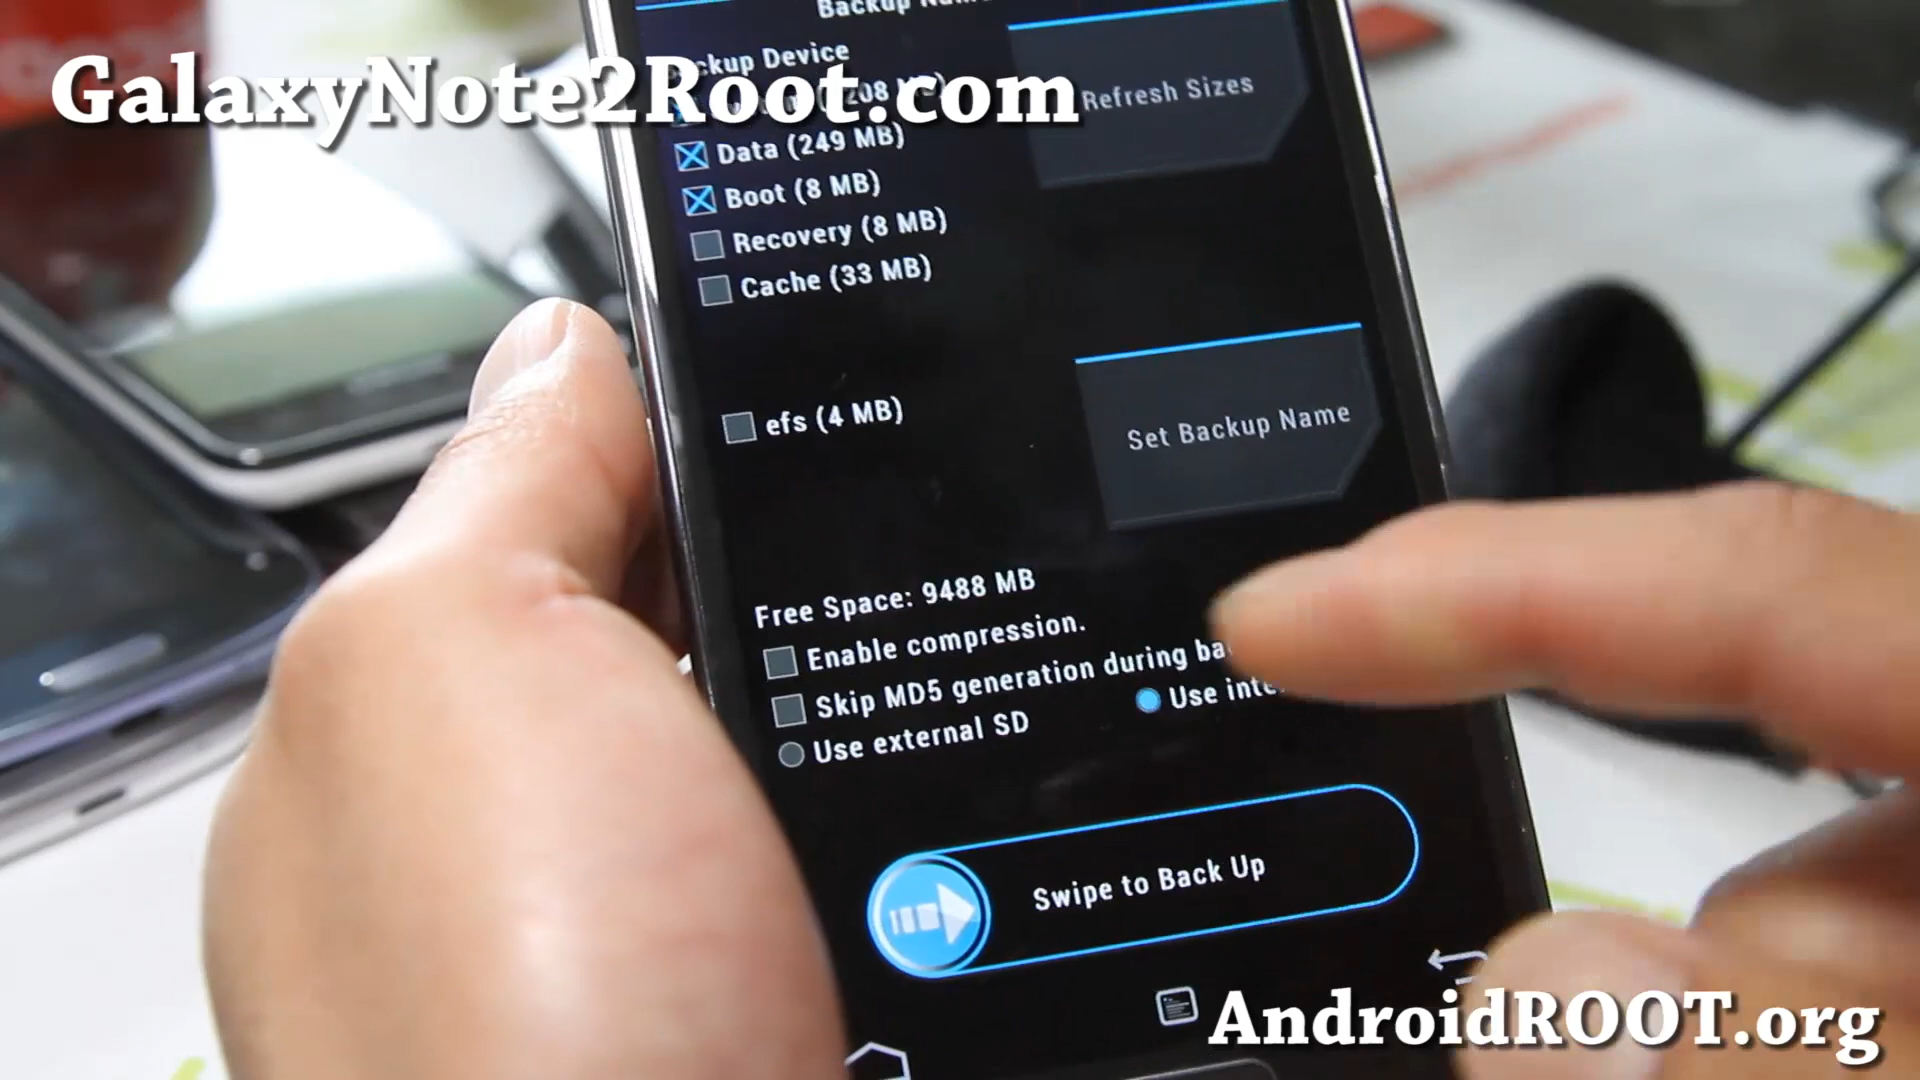 Backup
GalaxyNote2Root.com
Backup Device
Refresh Sizes
Data (249 MB)
Boot (8 MB)
Recovery (8 MB)
Cache (33 MB)
efs (4 MB)
Set Backup Name
Free Space: 9488 MB
Enable compression.
Skip MD5 generation during
Use external SD
Use
Swipe to Back Up
AndroidROOT.org